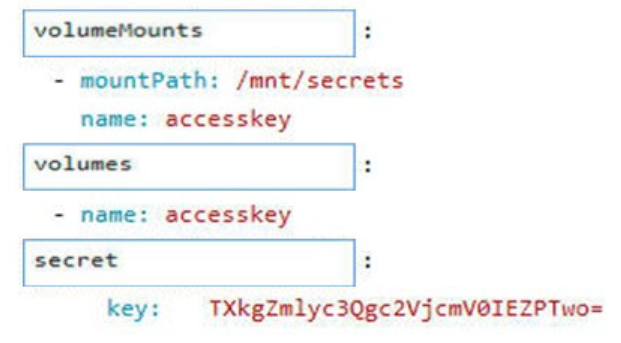 volumeMounts :
- mountPath: /mnt/secrets
name: accesskey
volumes :
- name: accesskey
secret :
key: TXkgZmlyc3Qgc2VjcmV0IEZPTwo=